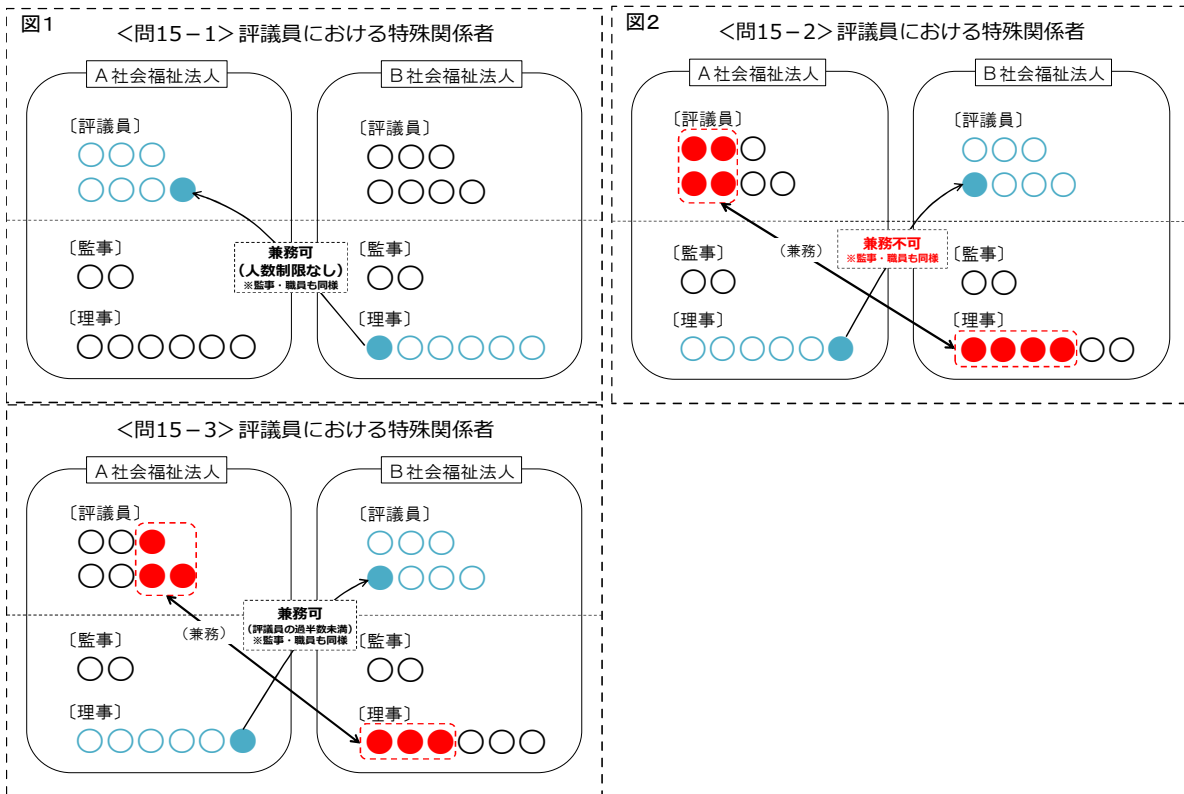 図1
<問15-1>評議員における特殊関係者
A社会福祉法人
B社会福祉法人
〔評議員〕
〔評議員〕
〔監事〕
〔監事〕
兼務可
(人数制限なし)
※監事・職員も同様
〔理事〕
〔理事〕
図2
<問15-2>評議員における特殊関係者
A社会福祉法人
B社会福祉法人
〔評議員〕
〔評議員〕
(兼務)
兼務不可
※監事・職員も同様
〔監事〕
〔監事〕
〔理事〕
〔理事〕
<問15-3>評議員における特殊関係者
A社会福祉法人
B社会福祉法人
〔評議員〕
〔評議員〕
兼務可
(評議員の過半数未満)
※監事・職員も同様
(兼務)
〔監事〕
〔監事〕
〔理事〕
〔理事〕